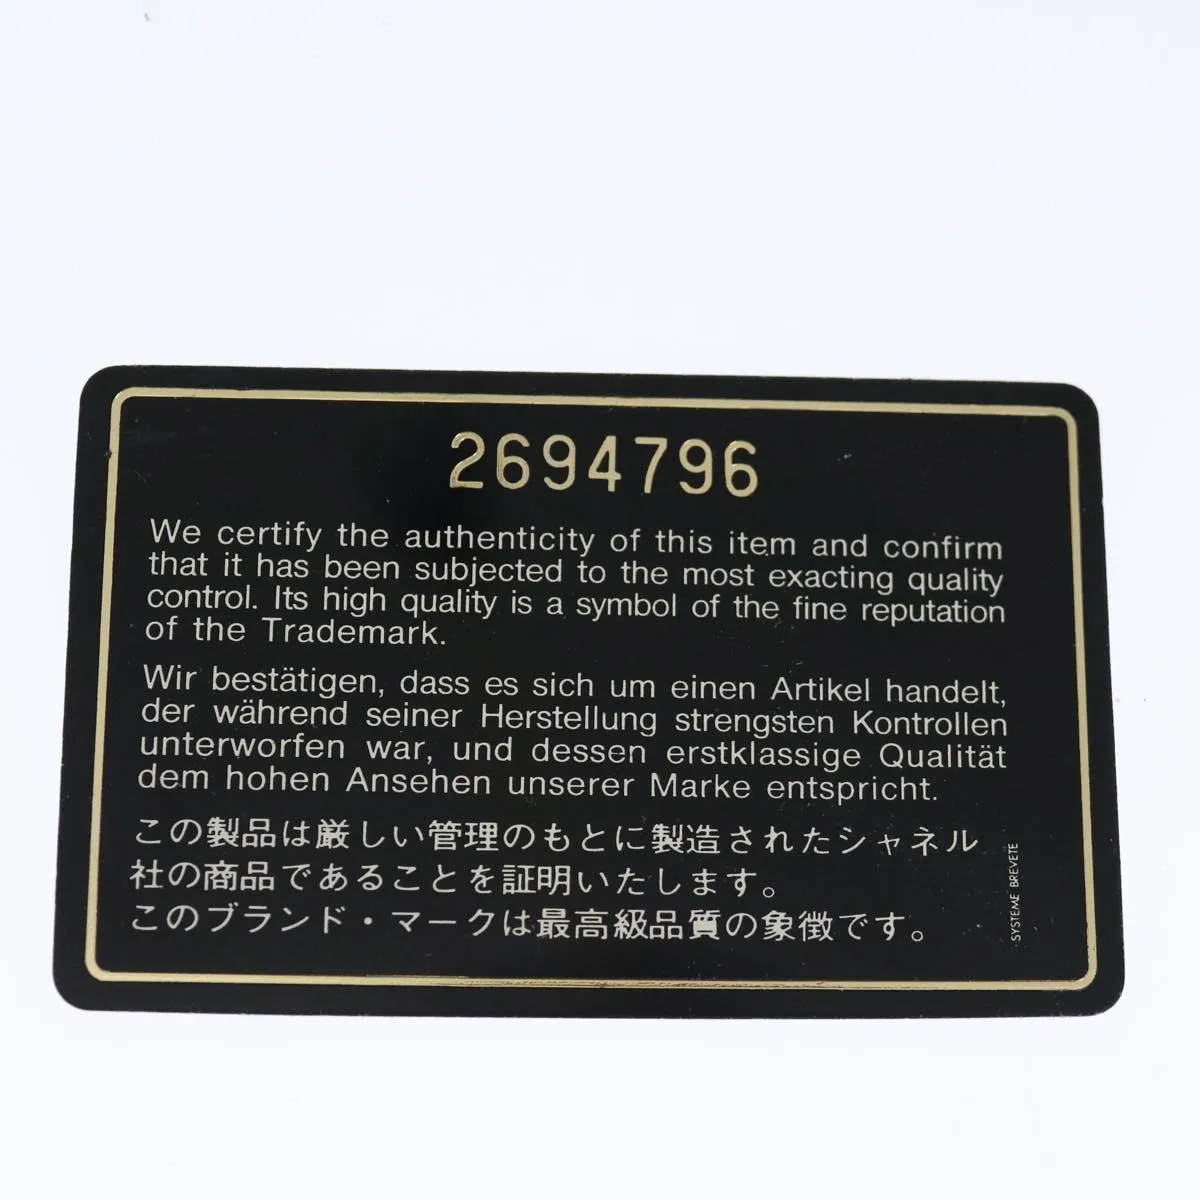 2694796
We certify the authenticity of this item and confirm
that it has been subjected to the most exacting quality
control. Its high quality is a symbol of the fine reputation
of the Trademark.
Wir bestätigen, dass es sich um einen Artikel handelt,
der während seiner Herstellung strengsten Kontrollen
unterworfen war, und dessen erstklassige Qualität
dem hohen Ansehen unserer Marke entspricht.
この製品は厳しい管理のもとに製造されたシャネル
社の商品であることを証明いたします。
このブランド・マークは最高級品質の象徴です。
SYSTEME BREVETE